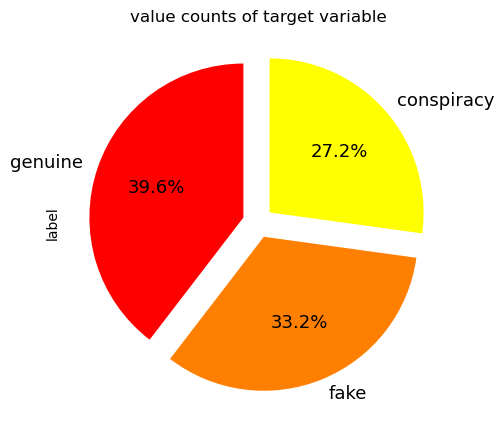 value counts of target variable
conspiracy
27.2%
genuine
39.6%
label
33.2%
fake